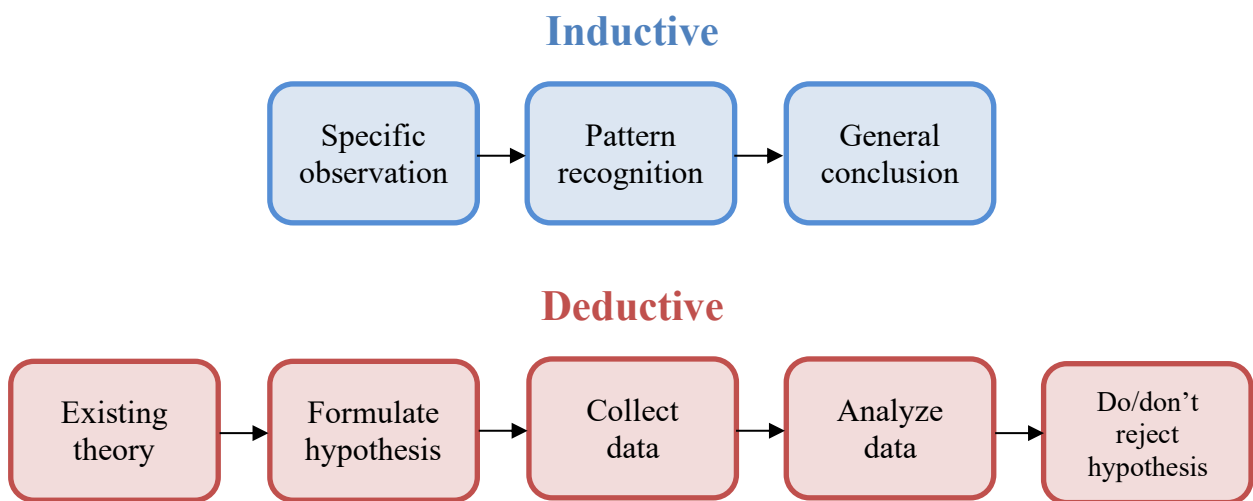 Inductive
Specific
observation
Pattern
recognition
General
conclusion
Deductive
Existing
theory
Formulate
hypothesis
Collect
data
Analyze
data
Do/don’t
reject
hypothesis